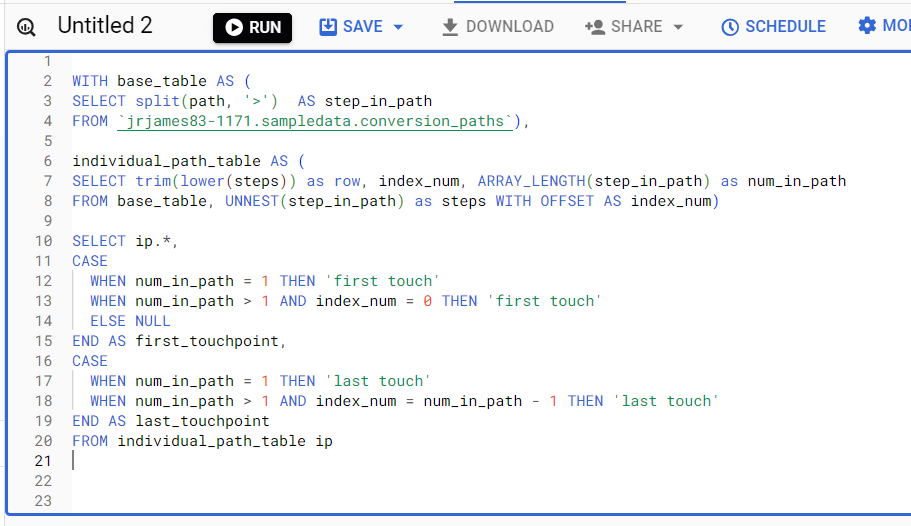 Untitled 2 RUN SAVE DOWNLOAD SHARE SCHEDULE
1
2 WITH base_table AS (
3 SELECT split(path, '>')  AS step_in_path
4 FROM `jrjames83-1171.sampledata.conversion_paths`),
5
6 individual_path_table AS (
7 SELECT trim(lower(steps)) as row, index_num, ARRAY_LENGTH(step_in_path) as num_in_path
8 FROM base_table, UNNEST(step_in_path) as steps WITH OFFSET AS index_num)
9
10 SELECT ip.*,
11 CASE
12   WHEN num_in_path = 1 THEN 'first touch'
13   WHEN num_in_path > 1 AND index_num = 0 THEN 'first touch'
14   ELSE NULL
15 END AS first_touchpoint,
16 CASE
17   WHEN num_in_path = 1 THEN 'last touch'
18   WHEN num_in_path > 1 AND index_num = num_in_path - 1 THEN 'last touch'
19 END AS last_touchpoint
20 FROM individual_path_table ip
21
22
23